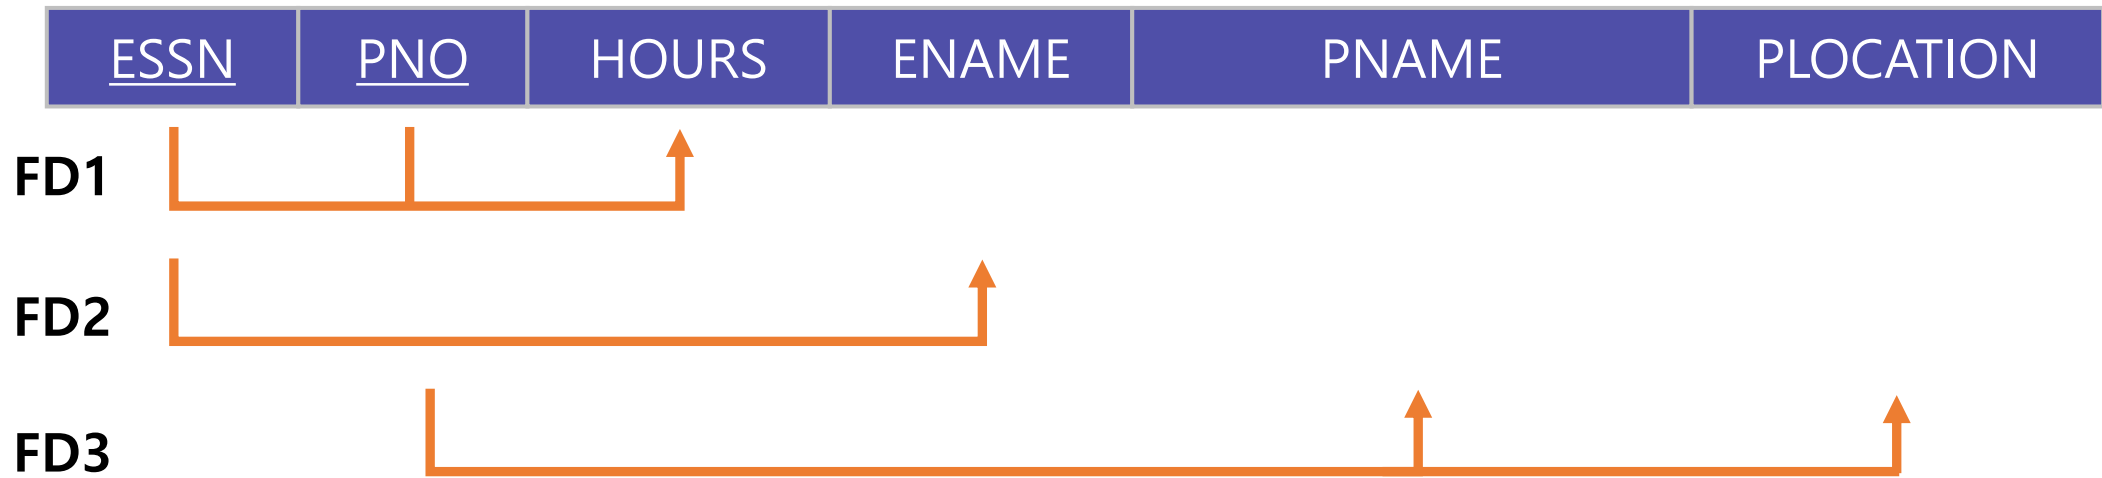 ESSN PNO HOURS ENAME PNAME PLOCATION
FD1
FD2
FD3